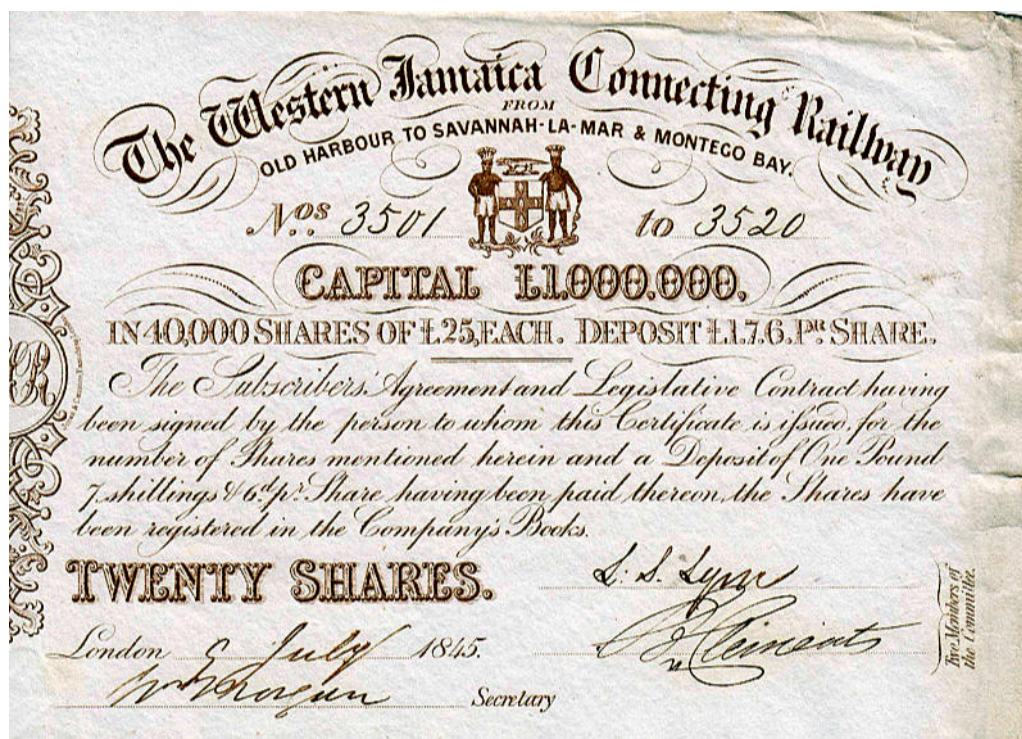 The Western Jamaica Connecting Railway
FROM
OLD HARBOUR TO SAVANNAH-LA-MAR & MONTEGO BAY.
Nos. 3501 to 3520
CAPITAL £1.000.000,
IN 40,000 SHARES OF £25, EACH. DEPOSIT £1.7.6. PR SHARE.
The Subscribers' Agreement and Legislative Contract having
been signed by the person to whom this Certificate is issued, for the
number of Shares mentioned herein and a Deposit of One Pound
7 shillings & 6d. pr. Share having been paid thereon, the Shares have
been registered in the Company's Books.
TWENTY SHARES.
London July 1845.
Secretary
Two Members of
the Committee.